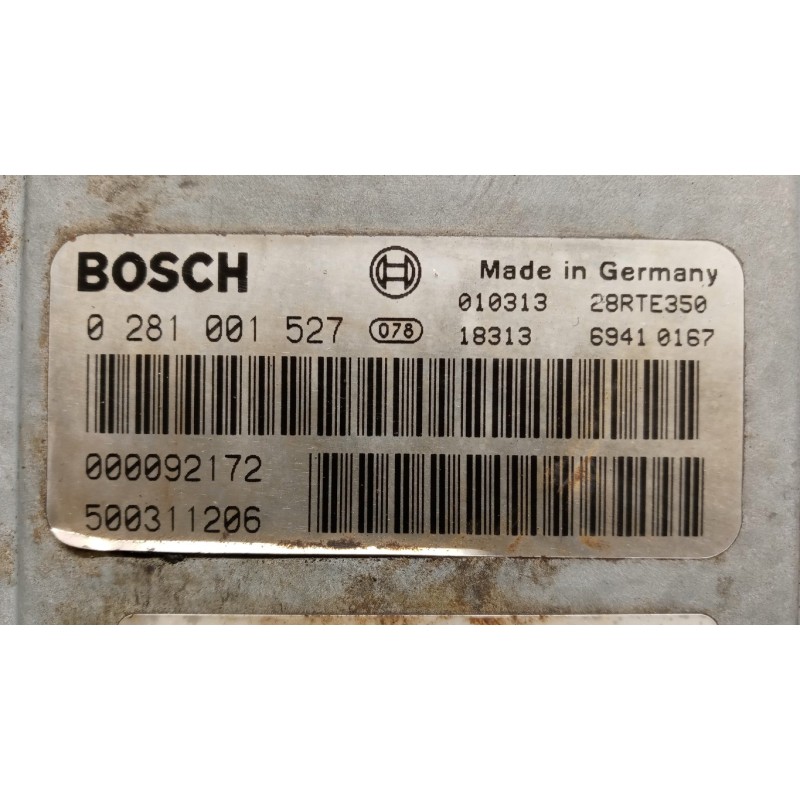 BOSCH Made in Germany
010313 28RTE350
0 281 001 527 078 18313 6941 0167
000092172
500311206